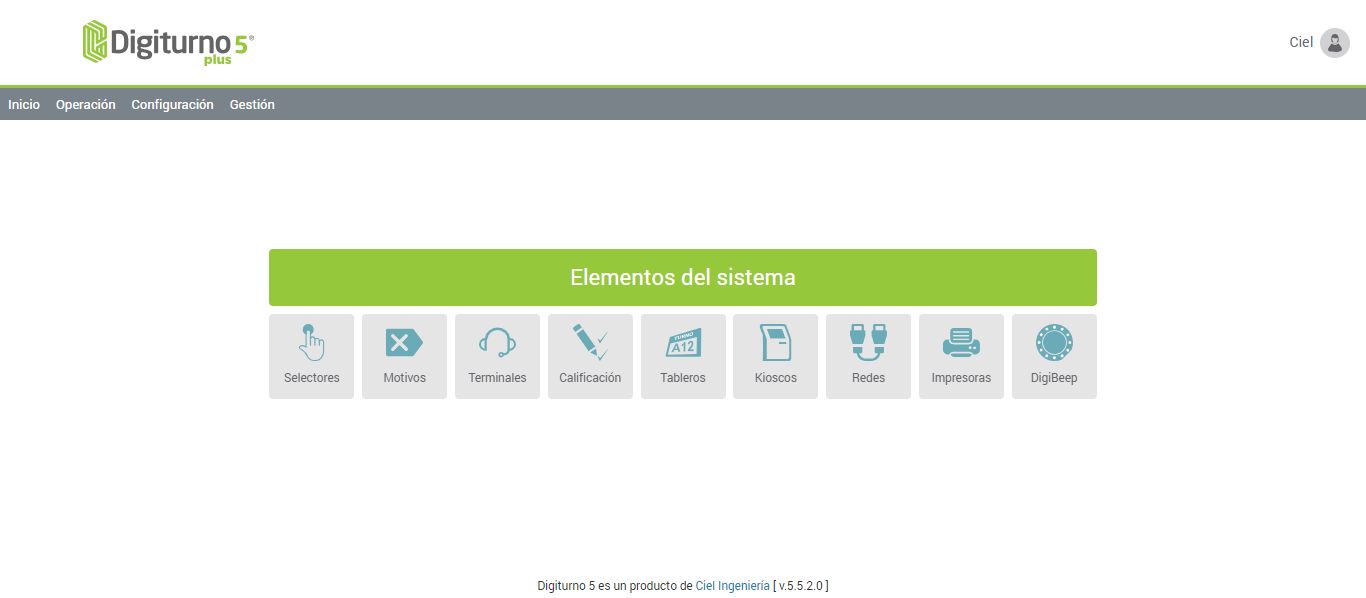 Digiturno 5®
plus
Ciel
Inicio Operación Configuración Gestión
Elementos del sistema
TURNO
A12
Selectores Motivos Terminales Calificación Tableros Kioscos Redes Impresoras DigiBeep
Digiturno 5 es un producto de Ciel Ingeniería [ v.5.5.2.0 ]